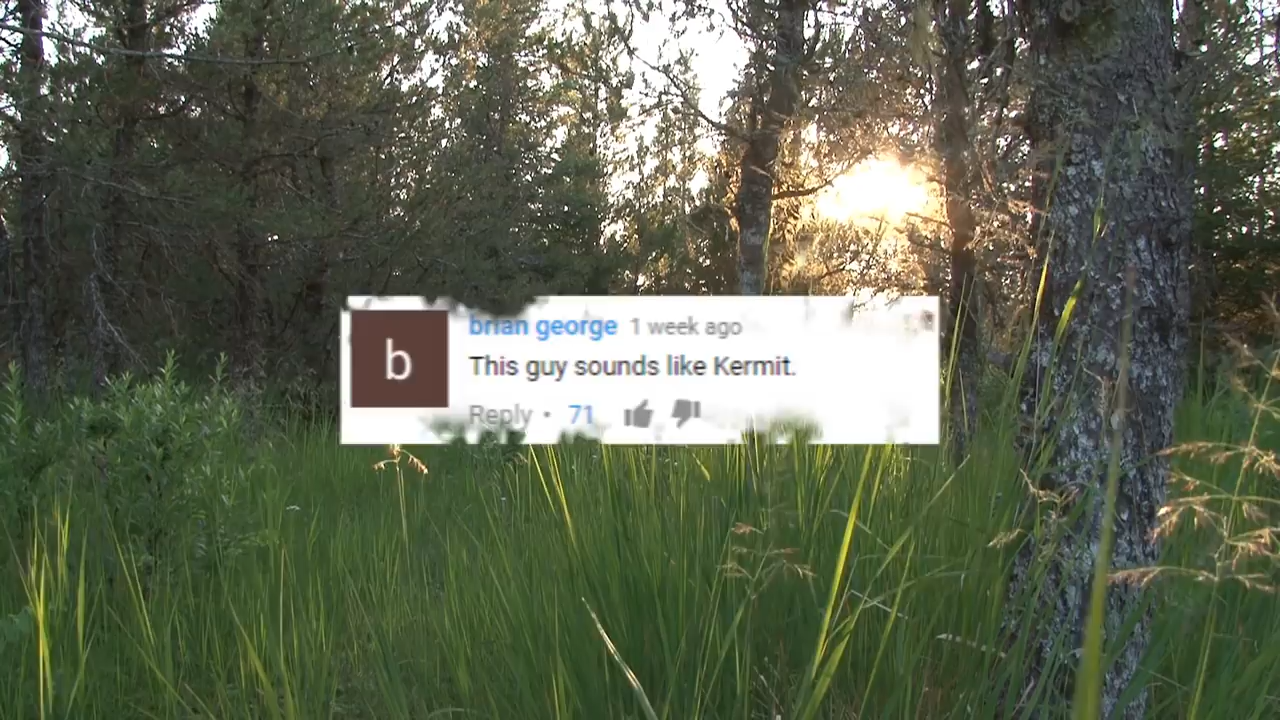 b
brian george 1 week ago
This guy sounds like Kermit.
Reply • 71